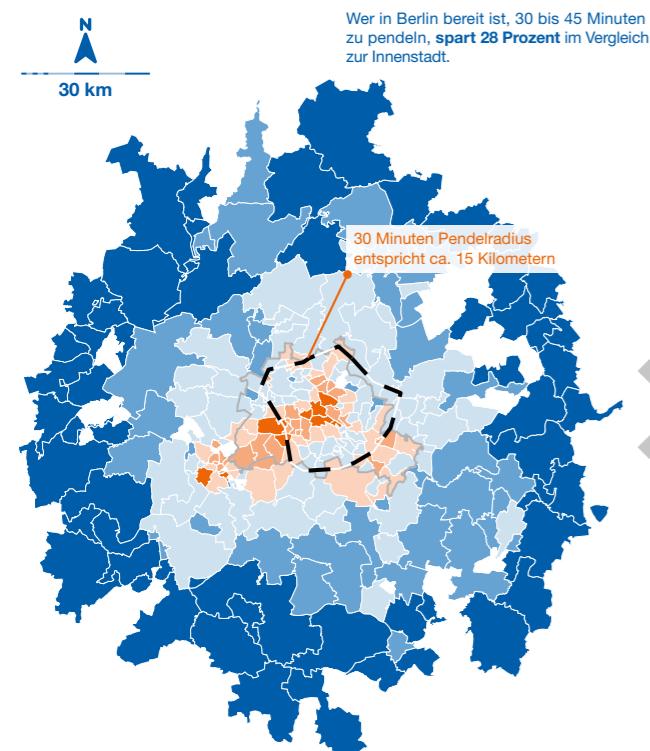 N
30 km
Wer in Berlin bereit ist, 30 bis 45 Minuten
zu pendeln, spart 28 Prozent im Vergleich
zur Innenstadt.
30 Minuten Pendelradius
entspricht ca. 15 Kilometern